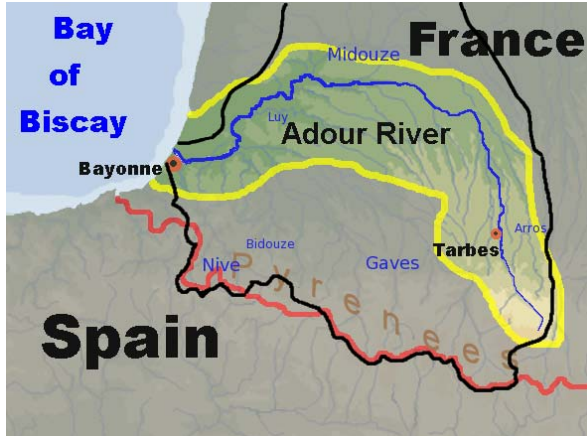 Bay
of
Biscay
France
Midouze
Luy
Adour River
Bayonne
Arros
Tarbes
Bidouze
Nive
Gaves
Pyrenees
Spain